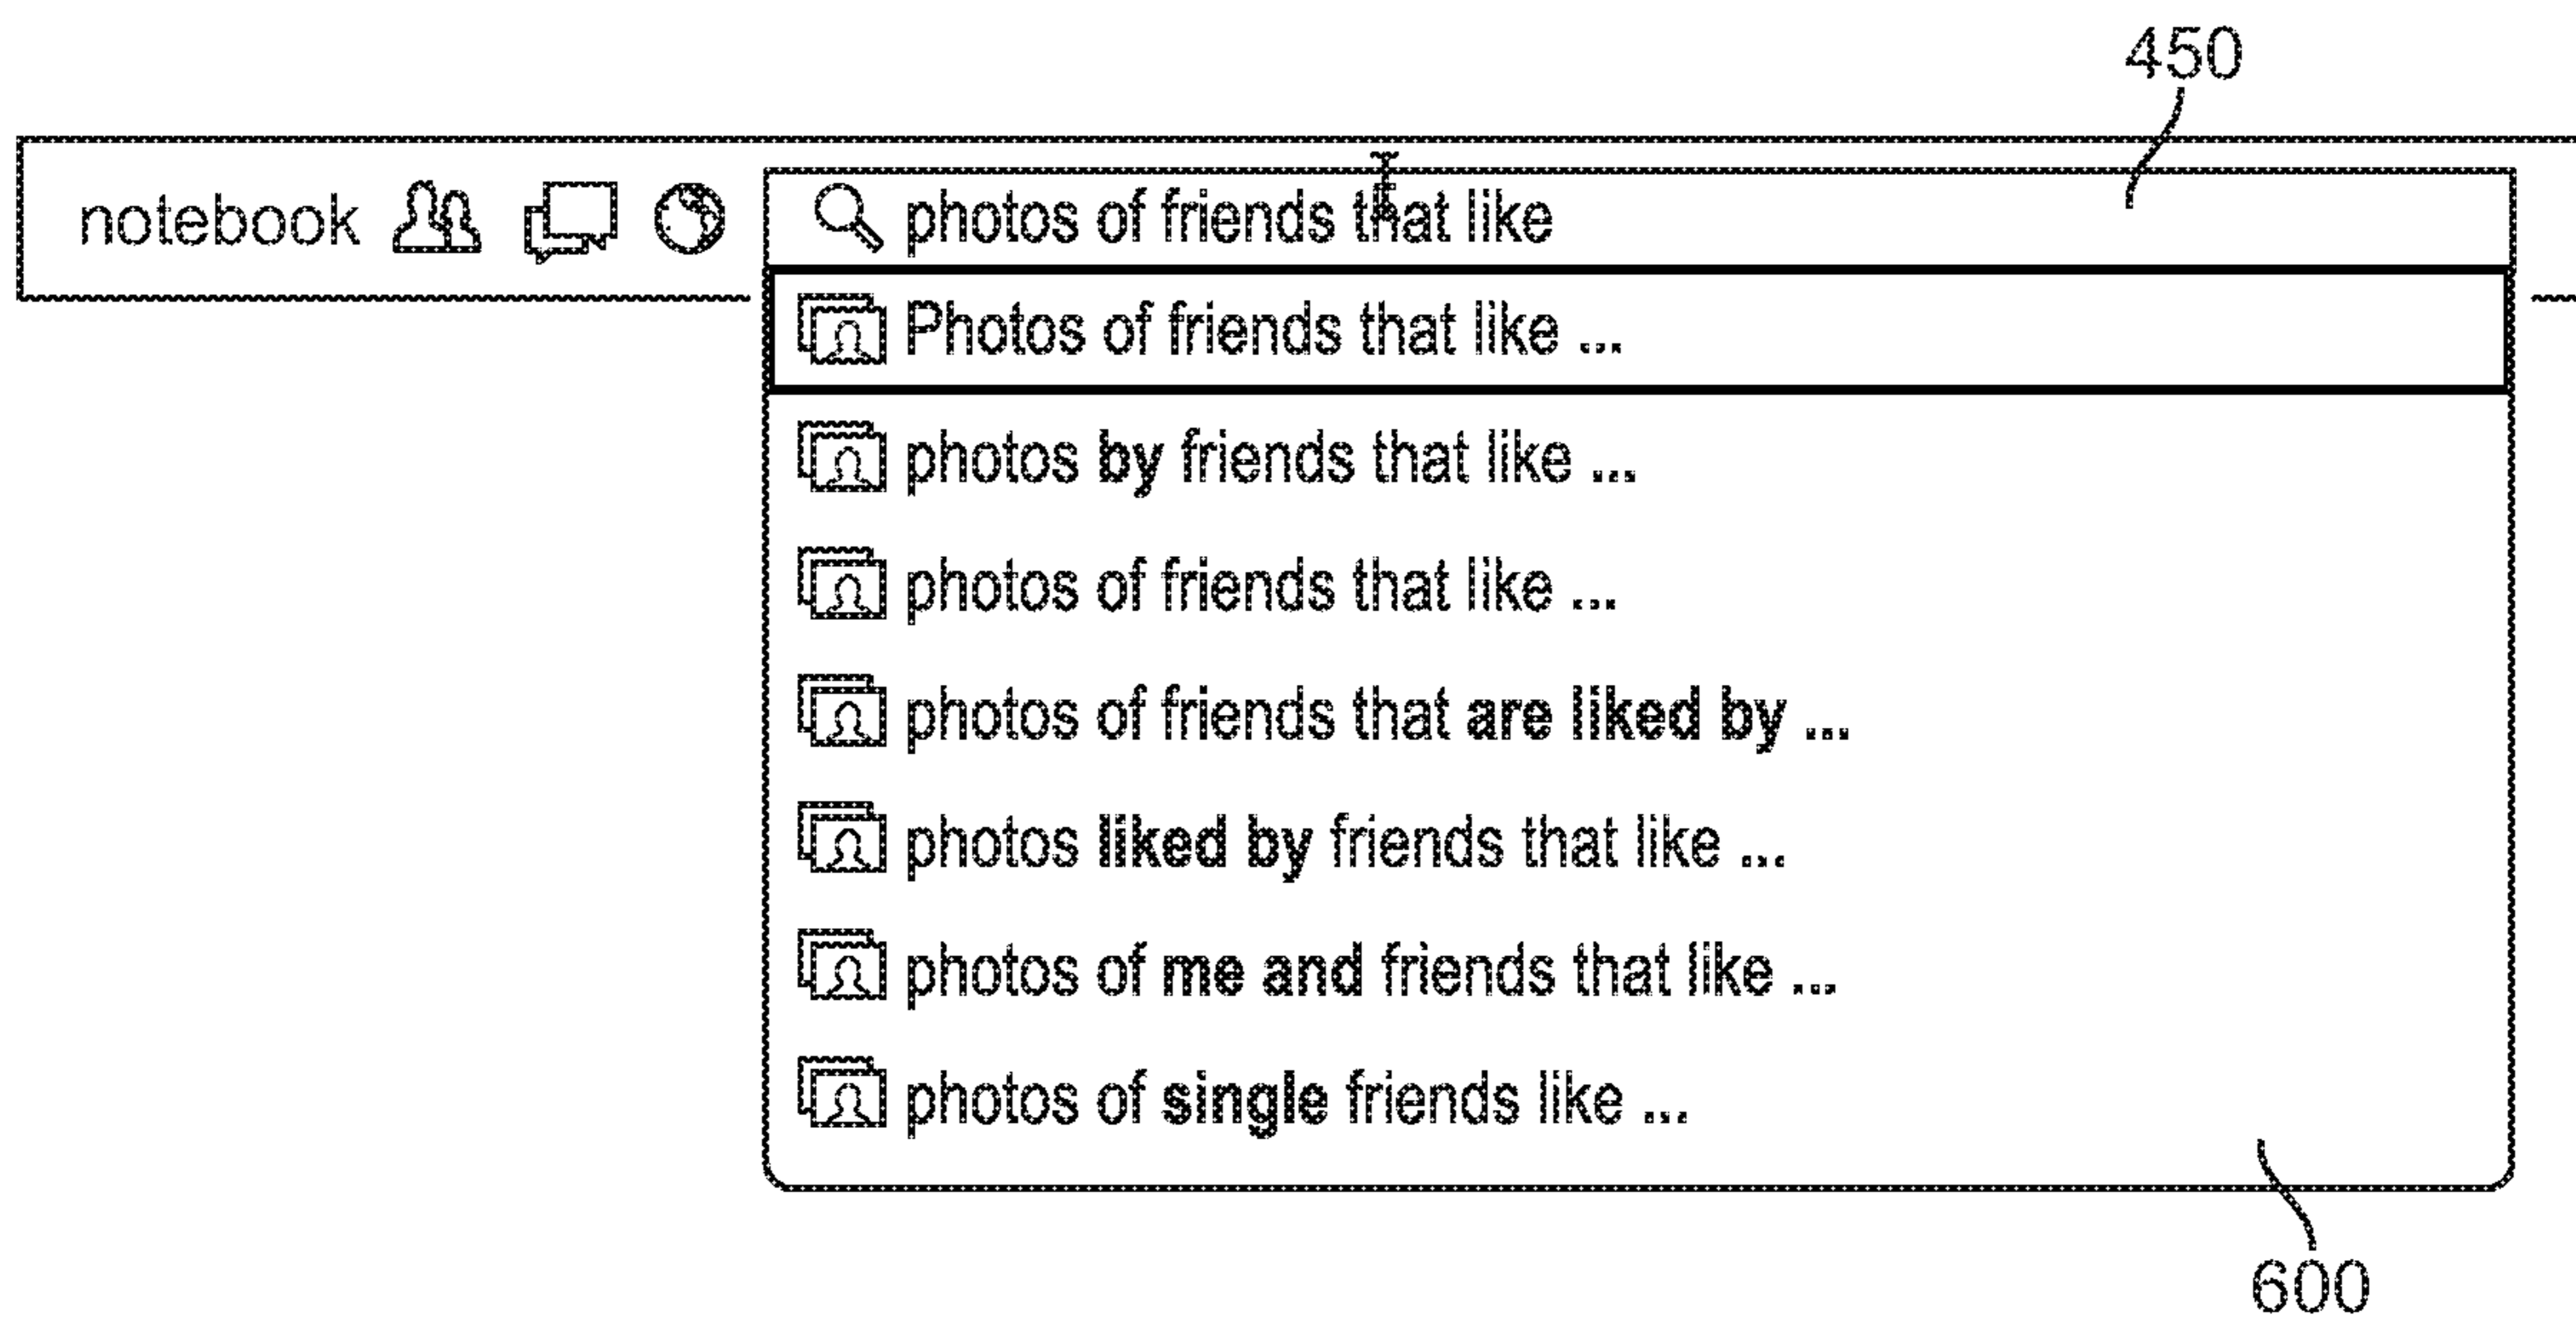 450
notebook photos of friends that like
Photos of friends that like ...
photos by friends that like ...
photos of friends that like ...
photos of friends that are liked by ...
photos liked by friends that like ...
photos of me and friends that like ...
photos of single friends like ...
600